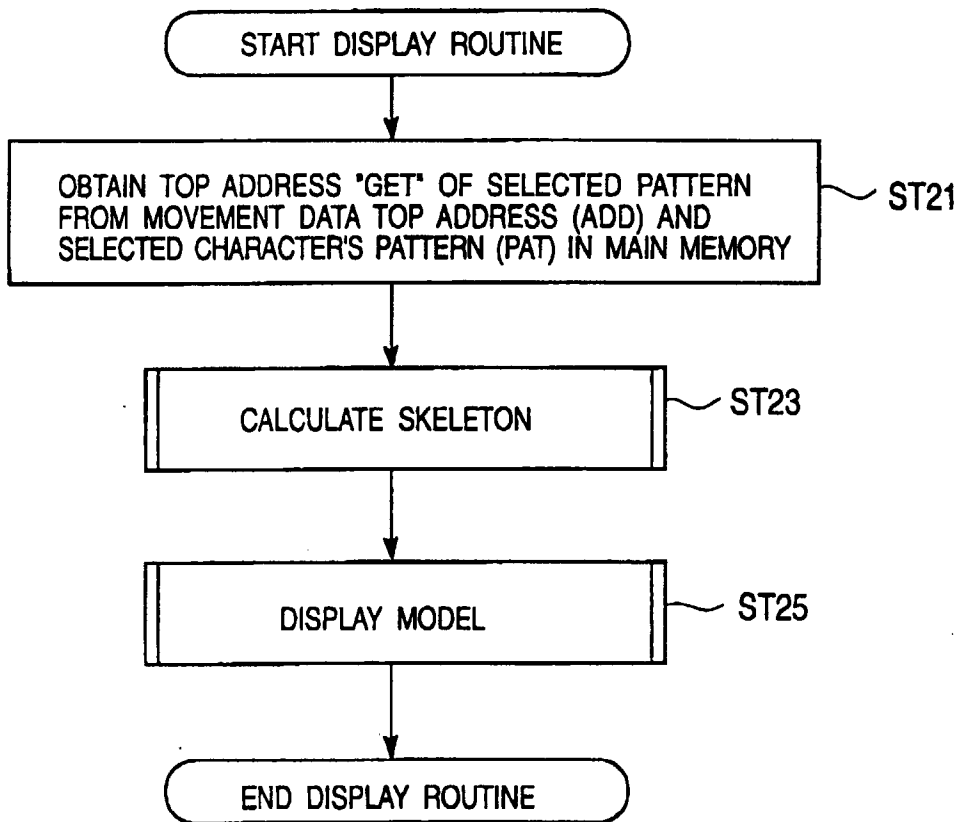 START DISPLAY ROUTINE
OBTAIN TOP ADDRESS "GET" OF SELECTED PATTERN
FROM MOVEMENT DATA TOP ADDRESS (ADD) AND
SELECTED CHARACTER'S PATTERN (PAT) IN MAIN MEMORY
ST21
CALCULATE SKELETON
ST23
DISPLAY MODEL
ST25
END DISPLAY ROUTINE